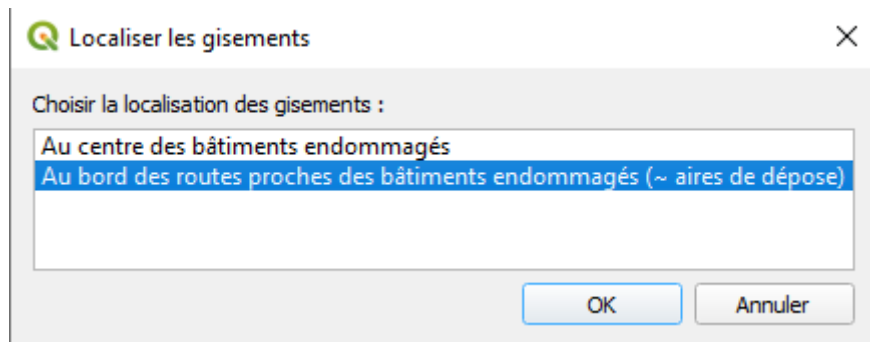 Localiser les gisements
Choisir la localisation des gisements :
Au centre des bâtiments endommagés
Au bord des routes proches des bâtiments endommagés (~ aires de dépose)
OK Annuler